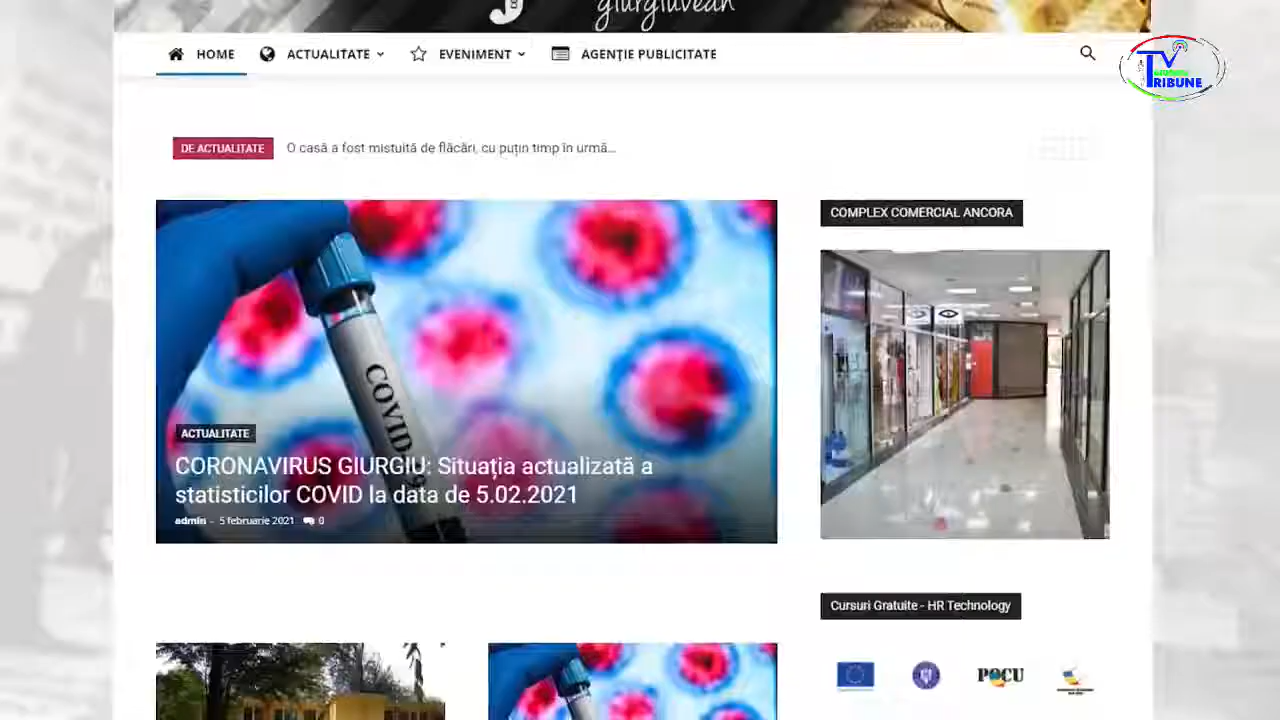 giurgiuvean
HOME
ACTUALITATE
EVENIMENT
AGENȚIE PUBLICITATE
TV
TRIBUNE
DE ACTUALITATE
O casă a fost mistuită de flăcări, cu puțin timp în urmă...
COMPLEX COMERCIAL ANCORA
COVID
ACTUALITATE
CORONAVIRUS GIURGIU: Situația actualizată a
statisticilor COVID la data de 5.02.2021
admin - 5 februarie 2021 0
Cursuri Gratuite - HR Technology
POCU